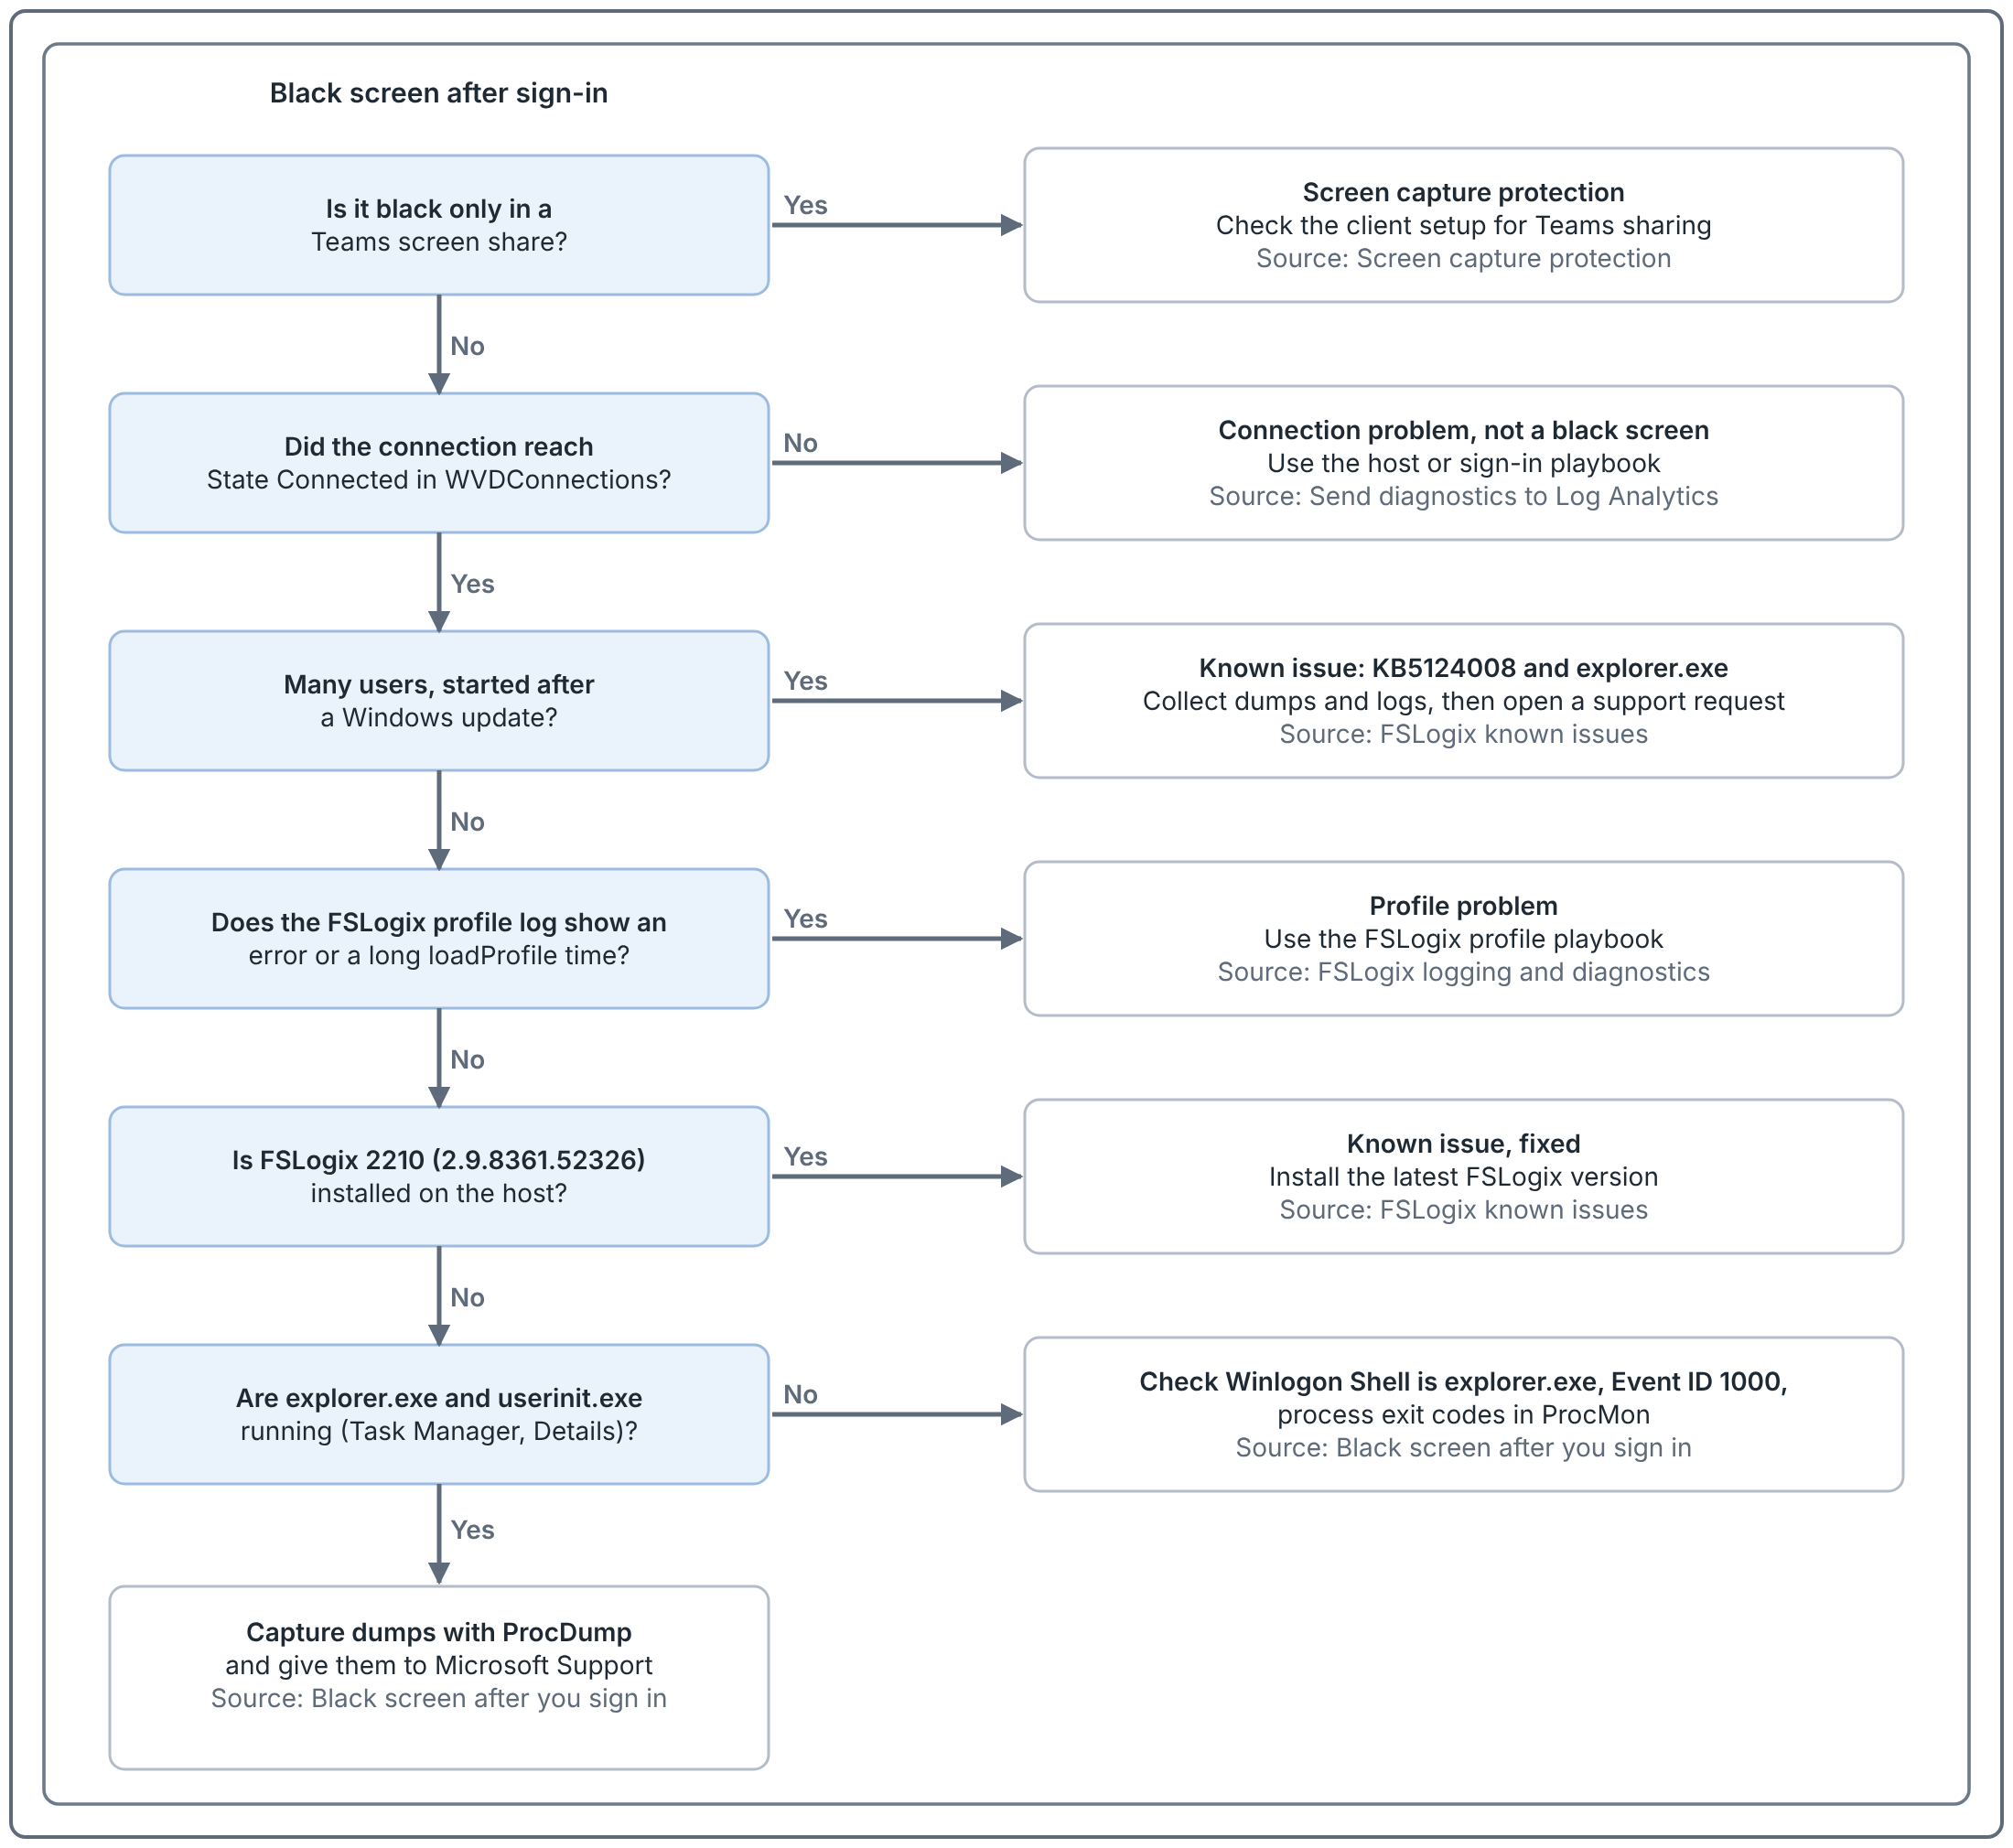 Black screen after sign-in
Is it black only in a
Teams screen share?
Yes
Screen capture protection
Check the client setup for Teams sharing
Source: Screen capture protection
No
Did the connection reach
State Connected in WVDConnections?
No
Connection problem, not a black screen
Use the host or sign-in playbook
Source: Send diagnostics to Log Analytics
Yes
Many users, started after
a Windows update?
Yes
Known issue: KB5124008 and explorer.exe
Collect dumps and logs, then open a support request
Source: FSLogix known issues
No
Does the FSLogix profile log show an
error or a long loadProfile time?
Yes
Profile problem
Use the FSLogix profile playbook
Source: FSLogix logging and diagnostics
No
Is FSLogix 2210 (2.9.8361.52326)
installed on the host?
Yes
Known issue, fixed
Install the latest FSLogix version
Source: FSLogix known issues
No
Are explorer.exe and userinit.exe
running (Task Manager, Details)?
No
Check Winlogon Shell is explorer.exe, Event ID 1000,
process exit codes in ProcMon
Source: Black screen after you sign in
Yes
Capture dumps with ProcDump
and give them to Microsoft Support
Source: Black screen after you sign in